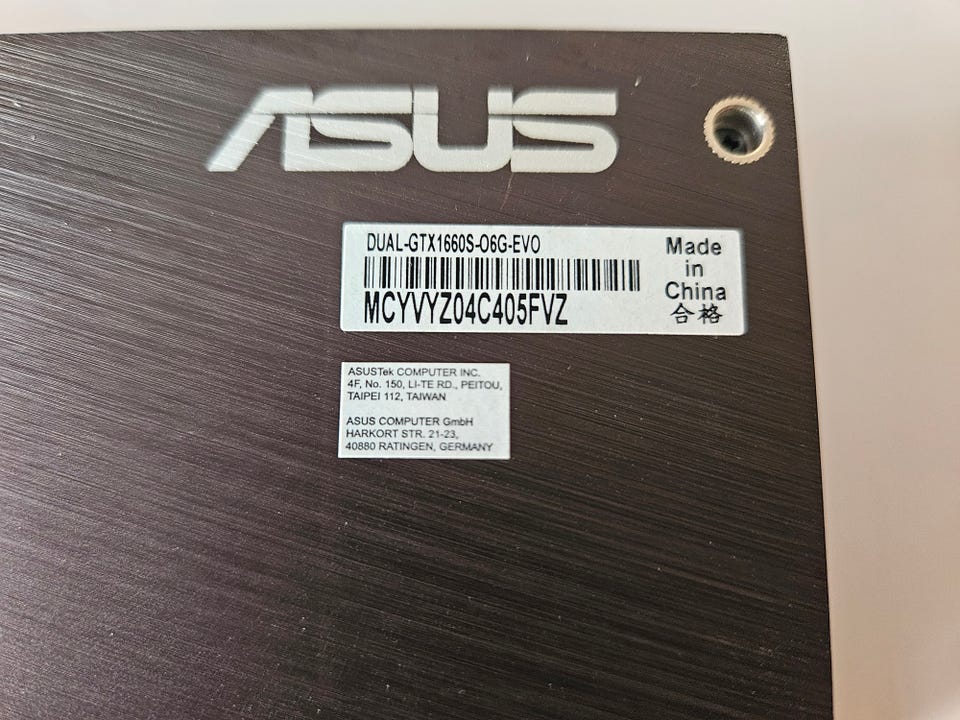 ASUS
DUAL-GTX1660S-O6G-EVO
MCYVYZ04C405FVZ
Made
in
China
合格
ASUSTek COMPUTER INC.
4F, No. 150, LI-TE RD., PEITOU,
TAIPEI 112, TAIWAN
ASUS COMPUTER GmbH
HARKORT STR. 21-23,
40880 RATINGEN, GERMANY